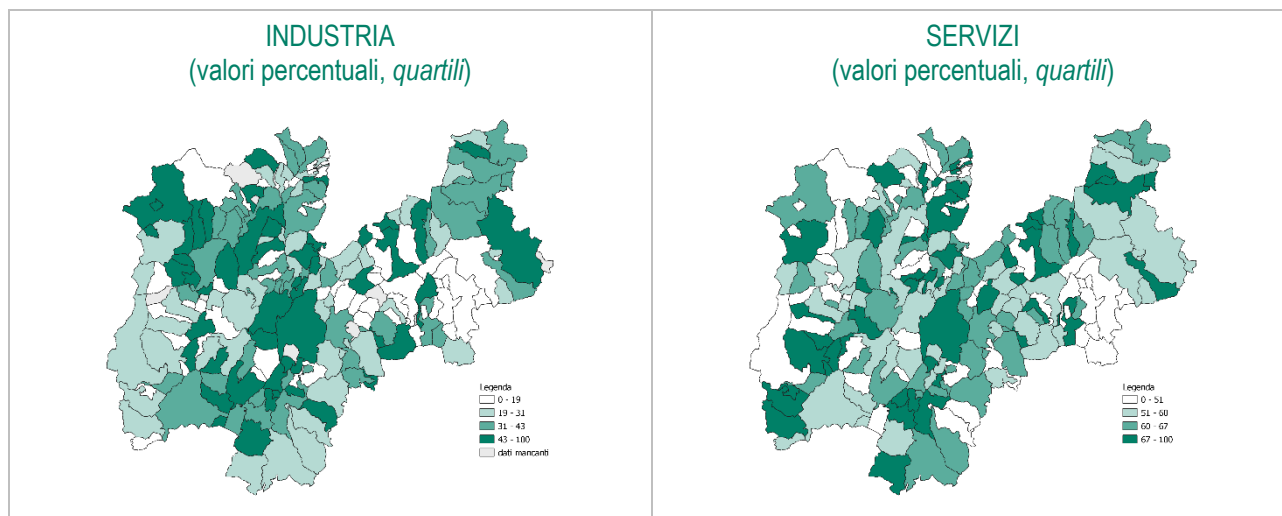 INDUSTRIA
(valori percentuali, quartili)
Legenda
0 - 19
19 - 31
31 - 43
43 - 100
dati mancanti
SERVIZI
(valori percentuali, quartili)
Legenda
0 - 51
51 - 60
60 - 67
67 - 100